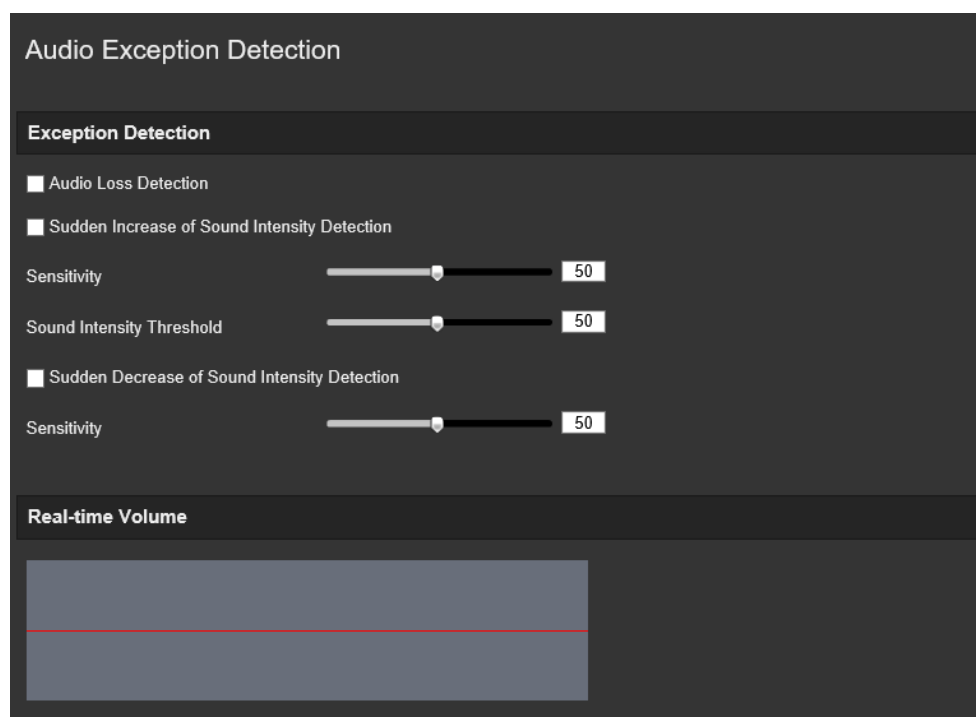 Audio Exception Detection
Exception Detection
Audio Loss Detection
Sudden Increase of Sound Intensity Detection
Sensitivity 50
Sound Intensity Threshold 50
Sudden Decrease of Sound Intensity Detection
Sensitivity 50
Real-time Volume